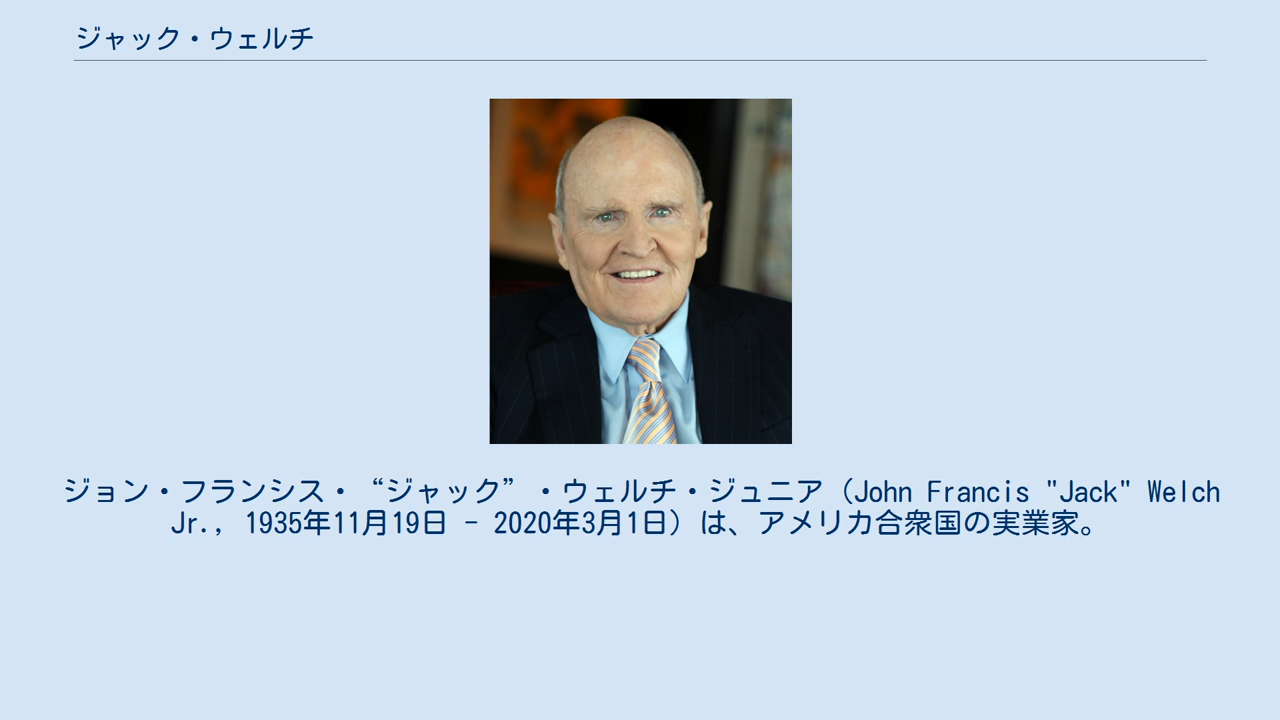 ジャック・ウェルチ
ジョン・フランシス・“ジャック”・ウェルチ・ジュニア（John Francis "Jack" Welch
Jr., 1935年11月19日 - 2020年3月1日）は、アメリカ合衆国の実業家。